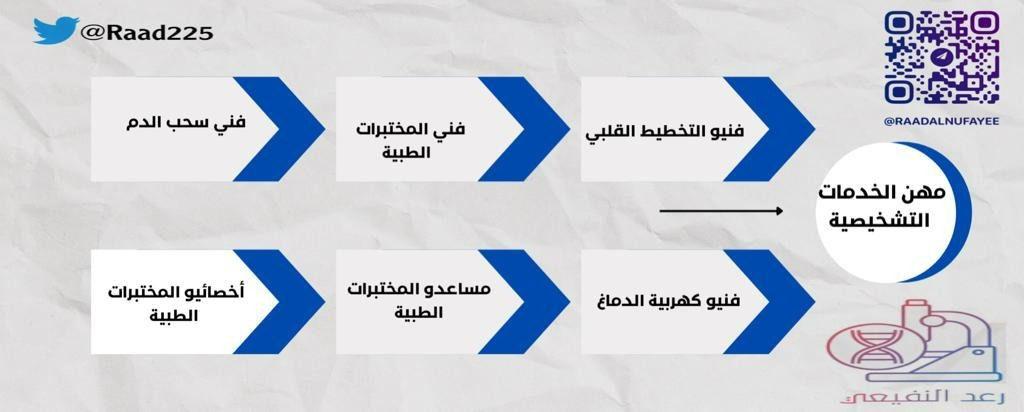 @Raad225
@RAADALNUFAYEE
مهن الخدمات
التشخيصية
فنيو التخطيط القلبي
فني المختبرات
الطبية
فني سحب الدم
فنيو كهربية الدماغ
مساعدو المختبرات
الطبية
أخصائيو المختبرات
الطبية
رعد النفيعي